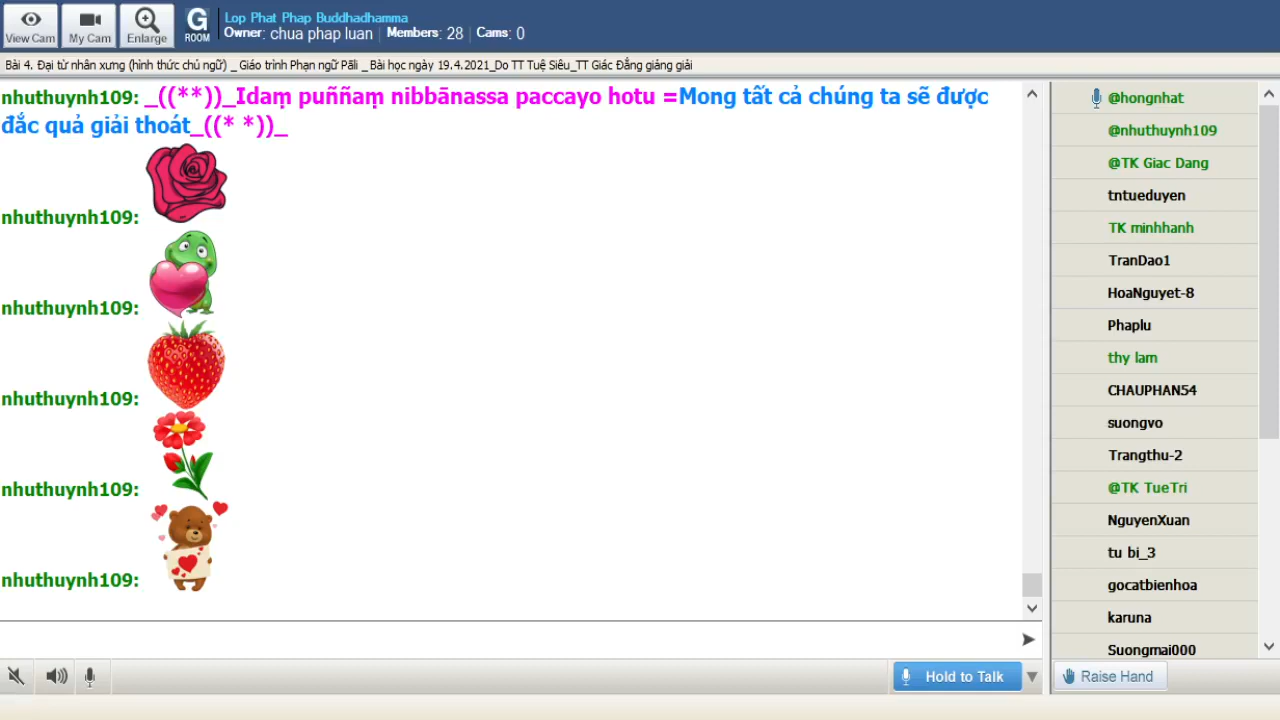 View Cam
My Cam
Enlarge
G
ROOM
Lop Phat Phap Buddhadhamma
Owner: chua phap luan Members: 28 Cams: 0
Bài 4. Đại từ nhân xưng (hình thức chủ ngữ) _ Giáo trình Phạn ngữ Pāli _ Bài học ngày 19.4.2021_Do TT Tuệ Siêu_TT Giác Đẳng giảng giải
nhuthuynh109: _((**))_Idaṃ puññaṃ nibbānassa paccayo hotu =Mong tất cả chúng ta sẽ được
đắc quả giải thoát_((* *))_
nhuthuynh109:
nhuthuynh109:
nhuthuynh109:
nhuthuynh109:
nhuthuynh109:
@hongnhat
@nhuthuynh109
@TK Giac Dang
tntueduyen
TK minhhanh
TranDao1
HoaNguyet-8
Phaplu
thy lam
CHAUPHAN54
suongvo
Trangthu-2
@TK TueTri
NguyenXuan
tu bi_3
gocatbienhoa
karuna
Suongmai000
Hold to Talk
Raise Hand